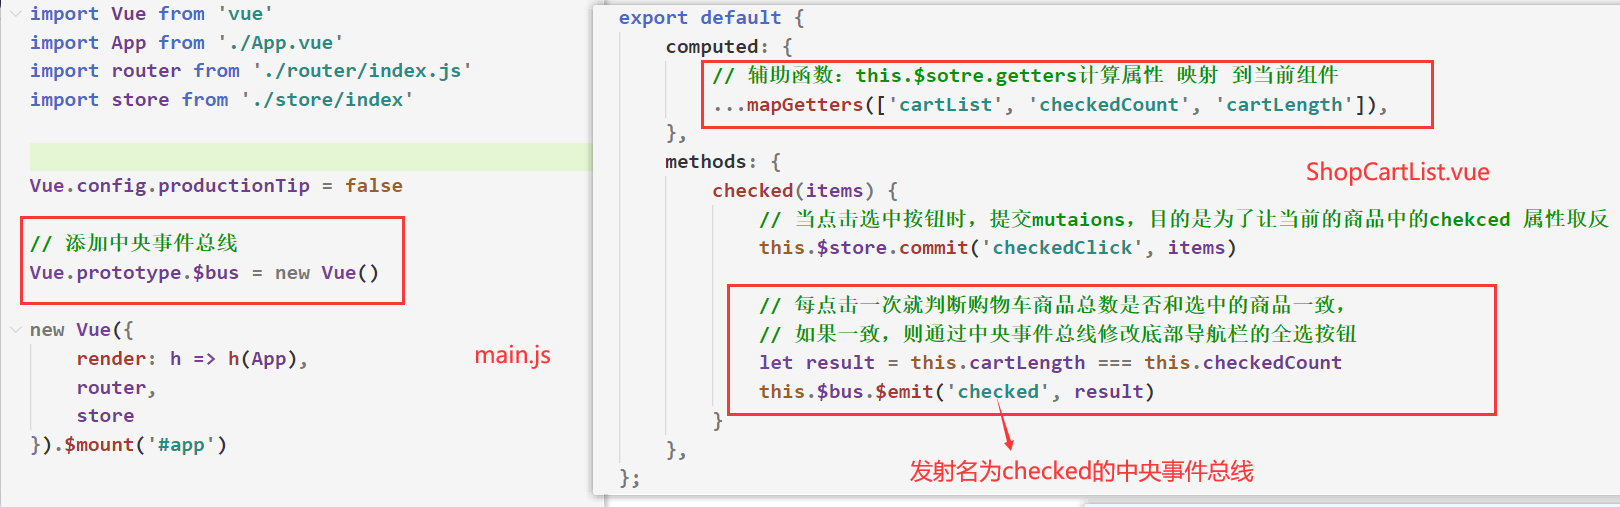 import Vue from 'vue'
import App from './App.vue'
import router from './router/index.js'
import store from './store/index'
Vue.config.productionTip = false
// 添加中央事件总线
Vue.prototype.$bus = new Vue()
new Vue({
    render: h => h(App),
    router,
    store
}).$mount('#app')
main.js
export default {
    computed: {
        // 辅助函数：this.$sotre.getters计算属性 映射 到当前组件
        ...mapGetters(['cartList', 'checkedCount', 'cartLength']),
    },
    methods: {
ShopCartList.vue
        checked(items) {
            // 当点击选中按钮时，提交mutaions，目的是为了让当前的商品中的chekced 属性取反
            this.$store.commit('checkedClick', items)
            // 每点击一次就判断购物车商品总数是否和选中的商品一致，
            // 如果一致，则通过中央事件总线修改底部导航栏的全选按钮
            let result = this.cartLength === this.checkedCount
            this.$bus.$emit('checked', result)
        }
    },
发射名为checked的中央事件总线
};